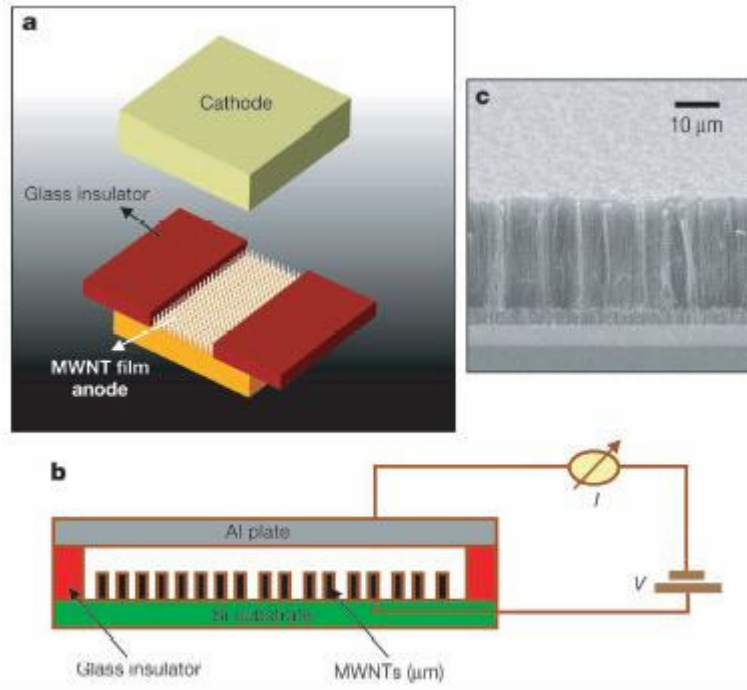 a
Cathode
Glass insulator
MWNT film
anode
c
10 μm
b
I
Al plate
V
Si substrate
Glass insulator
MWNTs (μm)